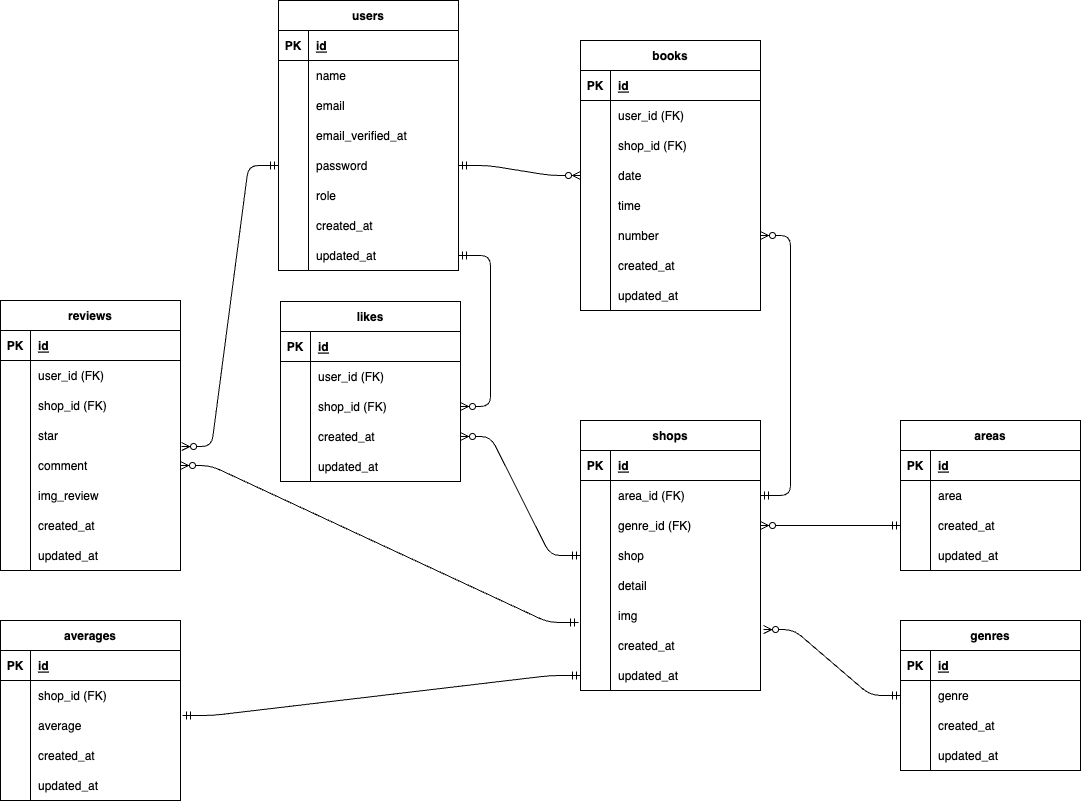 users
PK id
name
email
email_verified_at
password
role
created_at
updated_at
books
PK id
user_id (FK)
shop_id (FK)
date
time
number
created_at
updated_at
reviews
PK id
user_id (FK)
shop_id (FK)
star
comment
img_review
created_at
updated_at
likes
PK id
user_id (FK)
shop_id (FK)
created_at
updated_at
shops
PK id
area_id (FK)
genre_id (FK)
shop
detail
img
created_at
updated_at
areas
PK id
area
created_at
updated_at
averages
PK id
shop_id (FK)
average
created_at
updated_at
genres
PK id
genre
created_at
updated_at